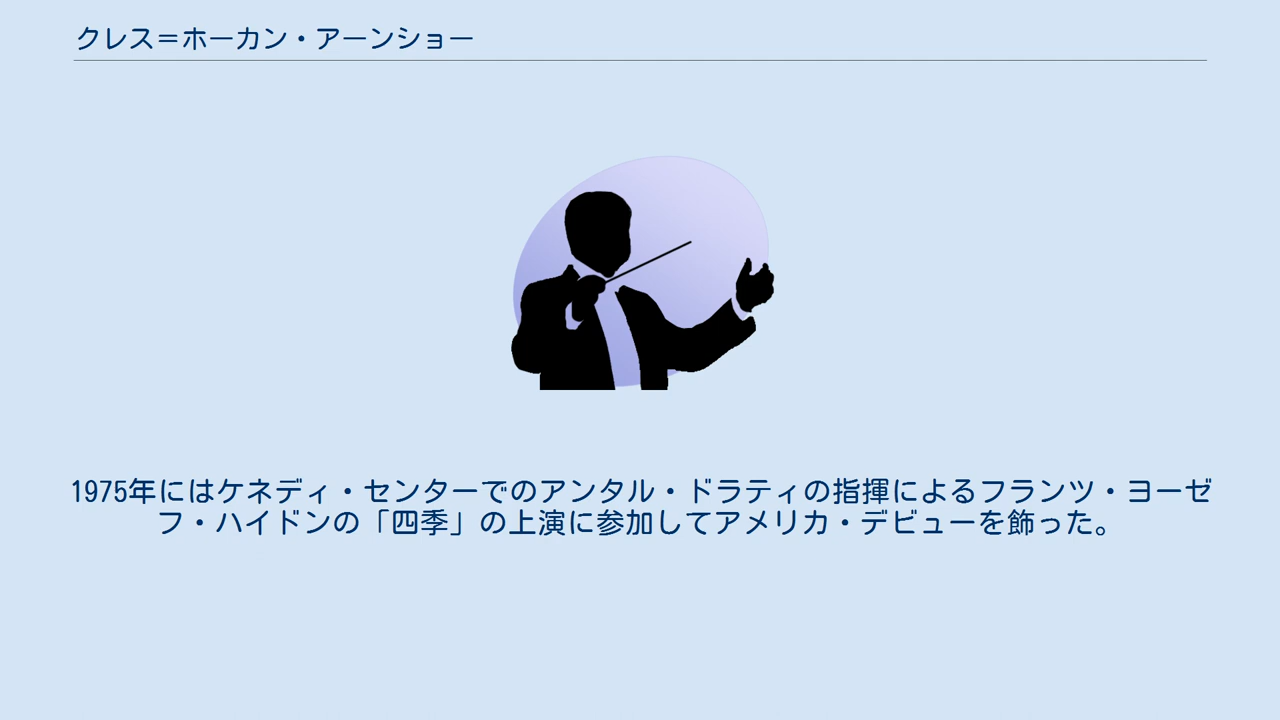 クレス＝ホーカン・アーンショー
1975年にはケネディ・センターでのアンタル・ドラティの指揮によるフランツ・ヨーゼ
フ・ハイドンの「四季」の上演に参加してアメリカ・デビューを飾った。